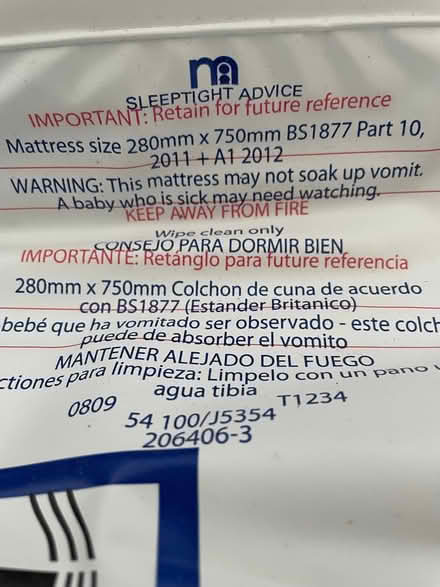 m
SLEEPTIGHT ADVICE
IMPORTANT: Retain for future reference
Mattress size 280mm x 750mm BS1877 Part 10,
2011 + A1 2012
WARNING: This mattress may not soak up vomit.
A baby who is sick may need watching.
KEEP AWAY FROM FIRE
Wipe clean only
CONSEJO PARA DORMIR BIEN
IMPORTANTE: Retánglo para future referencia
280mm x 750mm Colchon de cuna de acuerdo
con BS1877 (Estander Britanico)
bebé que ha vomitado ser observado - este colch
puede de absorber el vomito
MANTENER ALEJADO DEL FUEGO
ctiones para limpieza: Limpelo con un pano
agua tibia
0809 T1234
54 100/J5354
206406-3